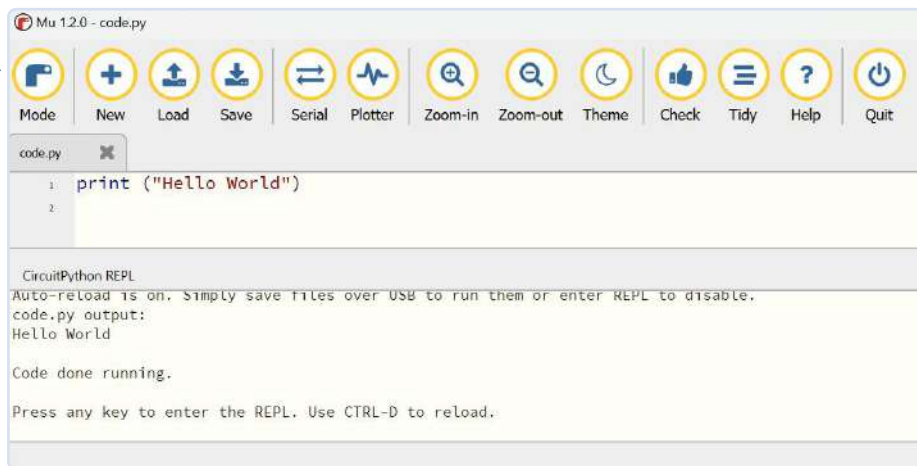 Mu 1.2.0 - code.py
Mode New Load Save Serial Plotter Zoom-in Zoom-out Theme Check Tidy Help Quit
code.py
1 print ("Hello World")
2
CircuitPython REPL
Auto-reload is on. Simply save files over USB to run them or enter REPL to disable.
code.py output:
Hello World
Code done running.
Press any key to enter the REPL. Use CTRL-D to reload.